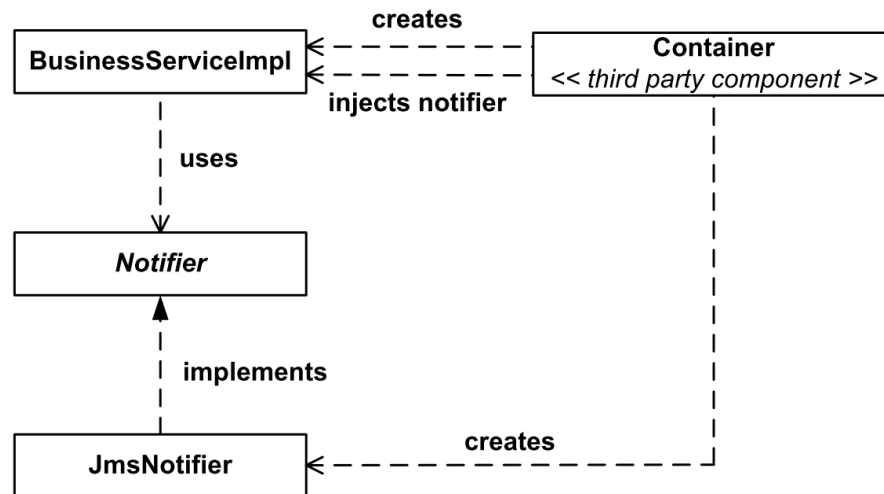 creates
BusinessServiceImpl
Container
<< third party component >>
injects notifier
uses
Notifier
implements
JmsNotifier
creates